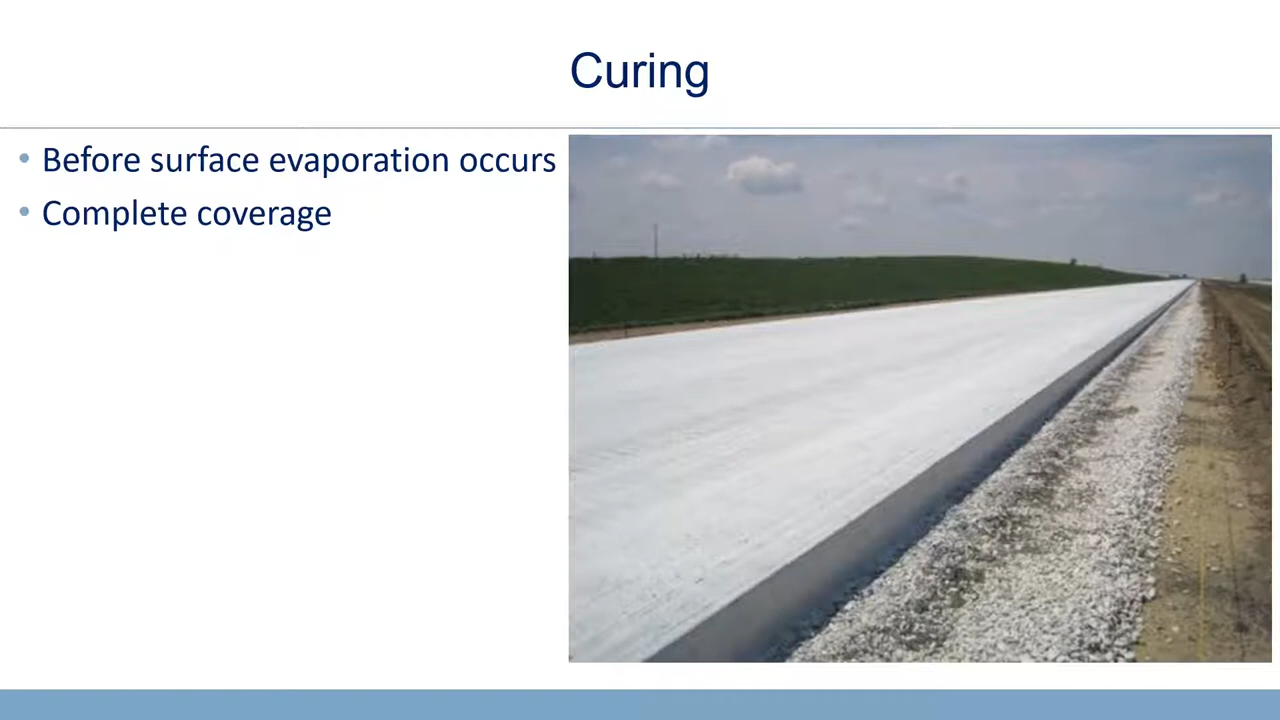 Curing
• Before surface evaporation occurs
• Complete coverage